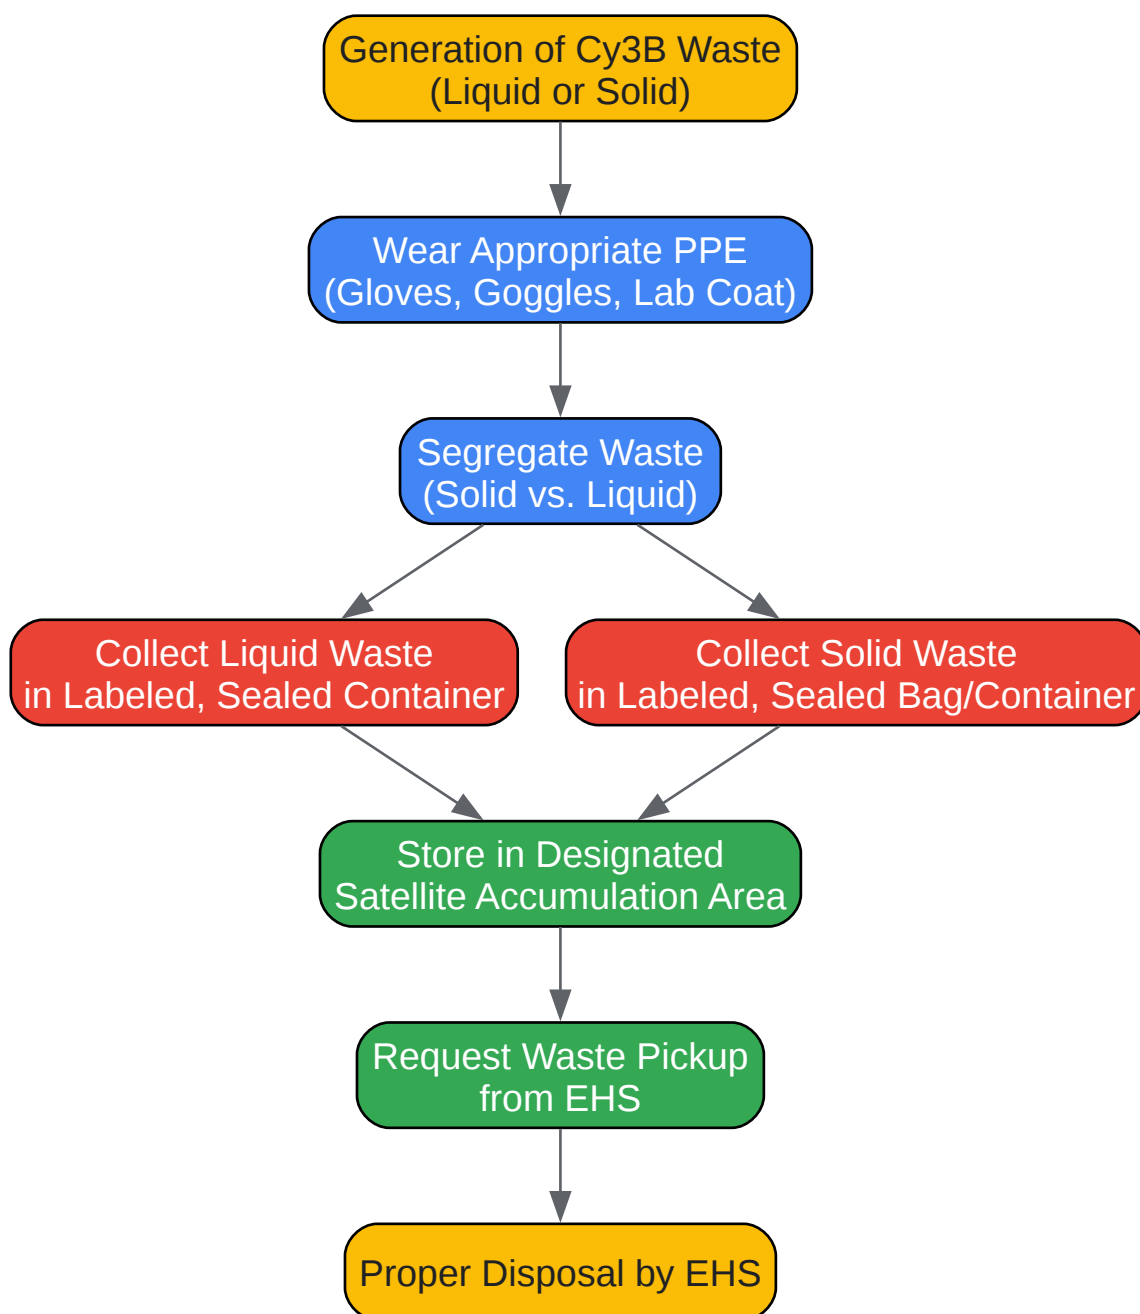 Generation of Cy3B Waste
(Liquid or Solid)
Wear Appropriate PPE
(Gloves, Goggles, Lab Coat)
Segregate Waste
(Solid vs. Liquid)
Collect Liquid Waste
in Labeled, Sealed Container
Collect Solid Waste
in Labeled, Sealed Bag/Container
Store in Designated
Satellite Accumulation Area
Request Waste Pickup
from EHS
Proper Disposal by EHS